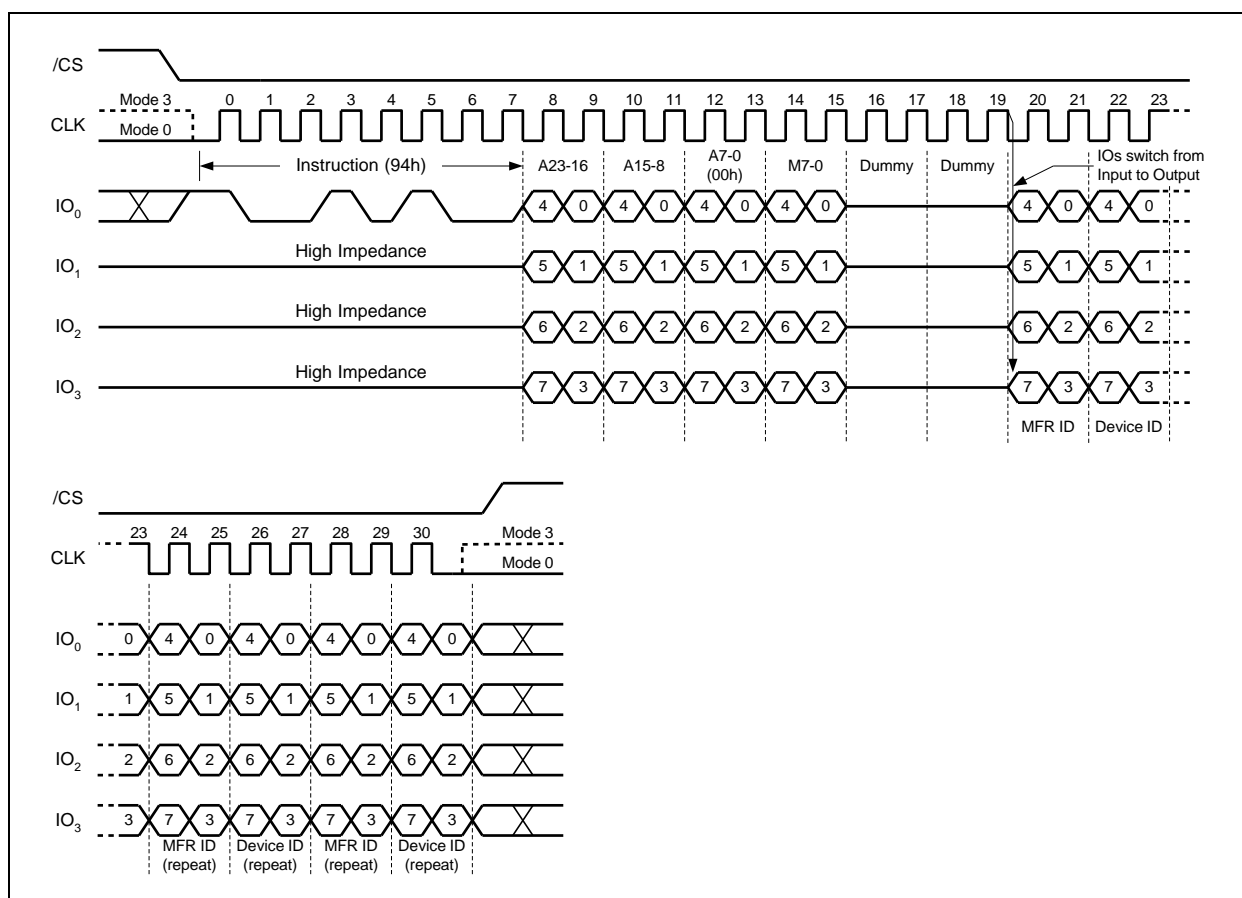 /CS
Mode 3 0 1 2 3 4 5 6 7 8 9 10 11 12 13 14 15 16 17 18 19 20 21 22 23
CLK
Mode 0
Instruction (94h) A23-16 A15-8 A7-0 (00h) M7-0 Dummy Dummy IOs switch from Input to Output
IO0 4 0 4 0 4 0 4 0 4 0 4 0
High Impedance
IO1 5 1 5 1 5 1 5 1 5 1 5 1
High Impedance
IO2 6 2 6 2 6 2 6 2 6 2 6 2
High Impedance
IO3 7 3 7 3 7 3 7 3 7 3 7 3
MFR ID Device ID
/CS
23 24 25 26 27 28 29 30 Mode 3
CLK
Mode 0
IO0 0 4 0 4 0 4 0 4 0
IO1 1 5 1 5 1 5 1 5 1
IO2 2 6 2 6 2 6 2 6 2
IO3 3 7 3 7 3 7 3 7 3
MFR ID Device ID MFR ID Device ID
(repeat) (repeat) (repeat) (repeat)